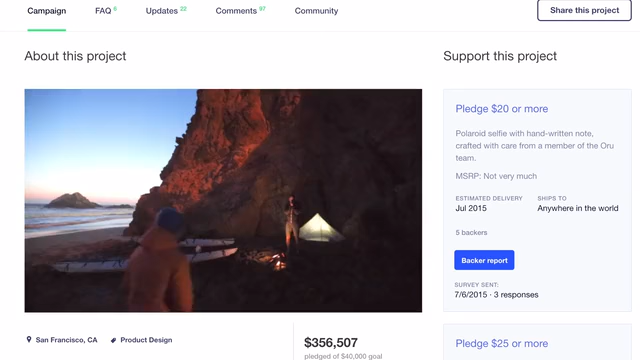 Campaign
FAQ 6
Updates 22
Comments 97
Community
Share this project
About this project
Support this project
Pledge $20 or more
Polaroid selfie with hand-written note,
crafted with care from a member of the Oru
team.
MSRP: Not very much
ESTIMATED DELIVERY
SHIPS TO
Jul 2015
Anywhere in the world
5 backers
Backer report
SURVEY SENT:
7/6/2015 · 3 responses
San Francisco, CA
Product Design
$356,507
pledged of $40,000 goal
Pledge $25 or more